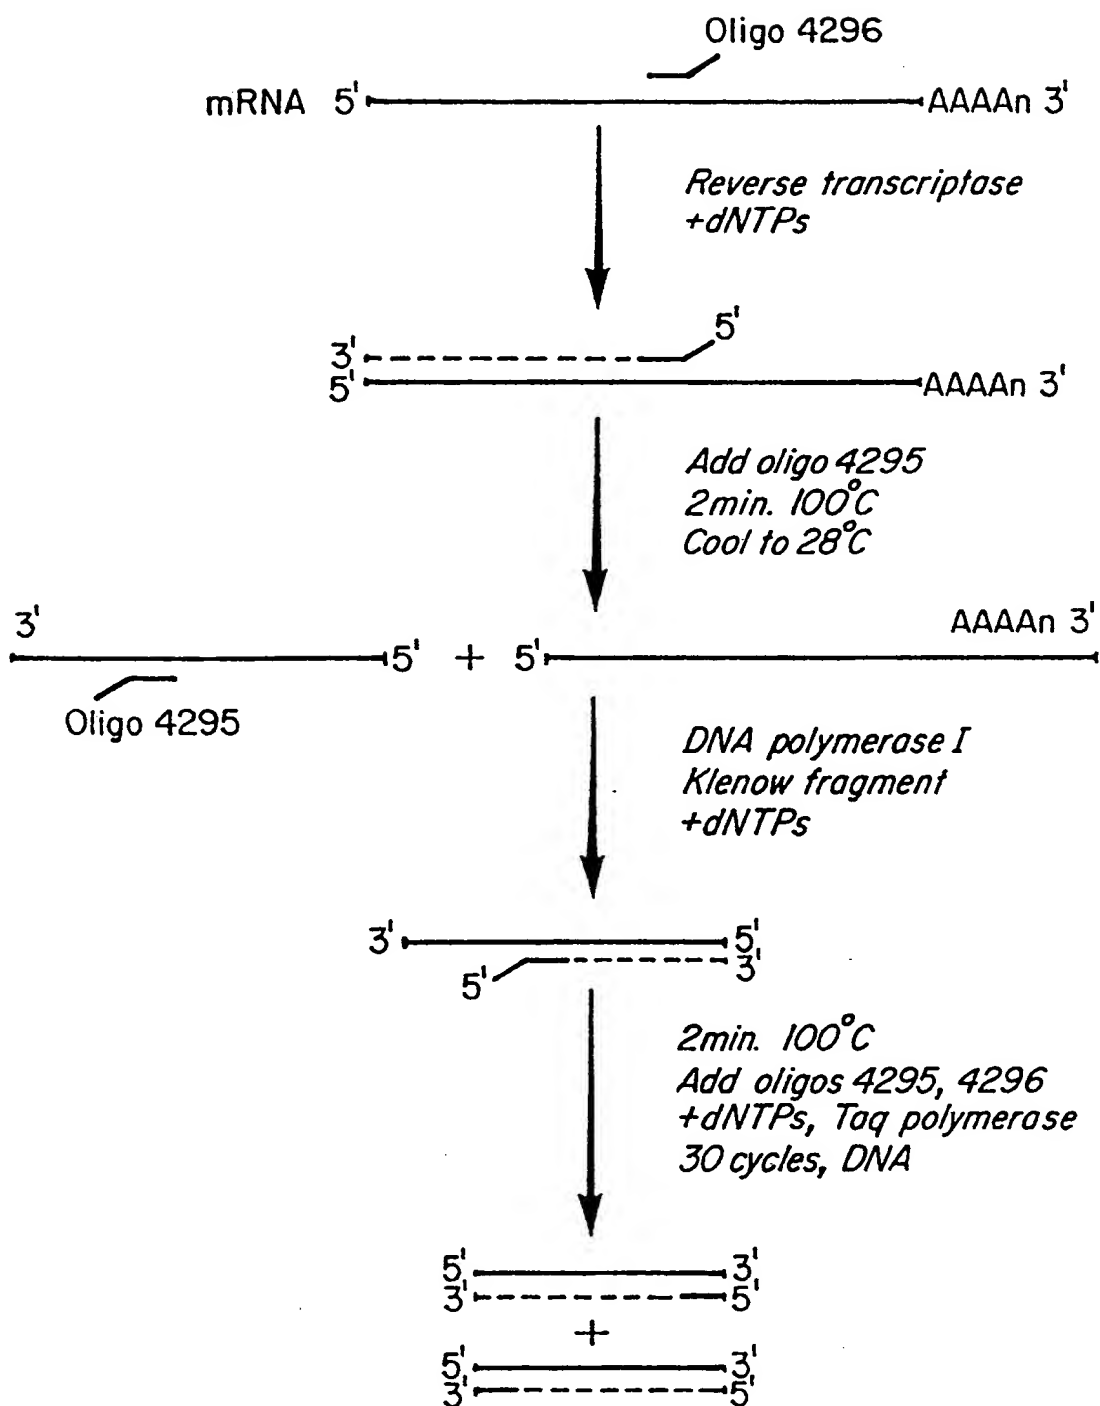 Oligo 4296
mRNA 5' AAAAn 3'
Reverse transcriptase
+dNTPs
5'
3'
5' AAAAn 3'
Add oligo 4295
2min. 100°C
Cool to 28°C
3' AAAAn 3'
5' + 5'
Oligo 4295
DNA polymerase I
Klenow fragment
+dNTPs
3' 5'
5' 3'
2min. 100°C
Add oligos 4295, 4296
+dNTPs, Taq polymerase
30 cycles, DNA
5' 3'
3' 5'
+
5' 3'
3' 5'